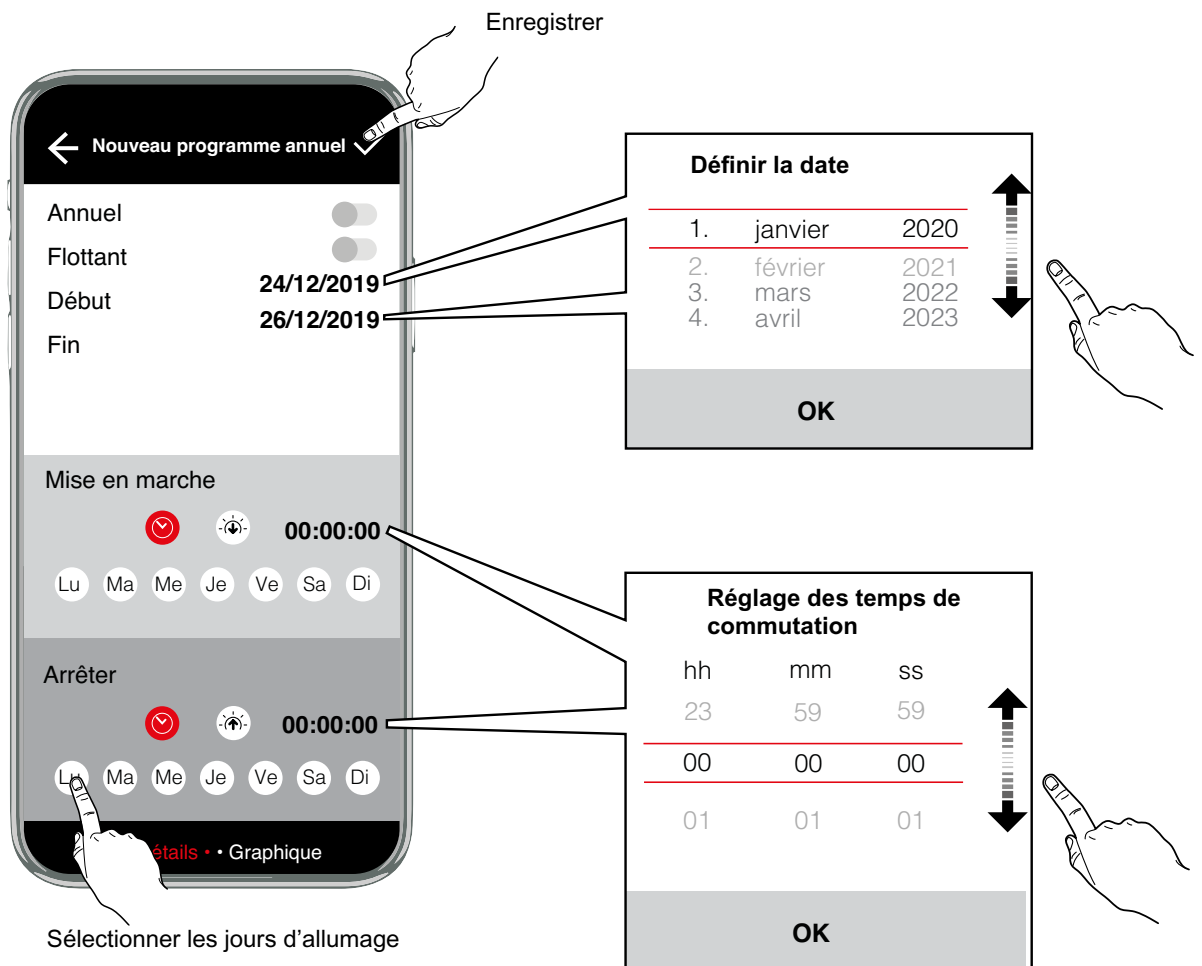 Enregistrer
Nouveau programme annuel
Annuel
Flottant
Début 24/12/2019
Fin 26/12/2019
Définir la date
1. janvier 2020
2. février 2021
3. mars 2022
4. avril 2023
OK
Mise en marche
00:00:00
Lu Ma Me Je Ve Sa Di
Arrêter
00:00:00
Lu Ma Me Je Ve Sa Di
étails • • Graphique
Sélectionner les jours d’allumage
Réglage des temps de
commutation
hh mm ss
23 59 59
00 00 00
01 01 01
OK